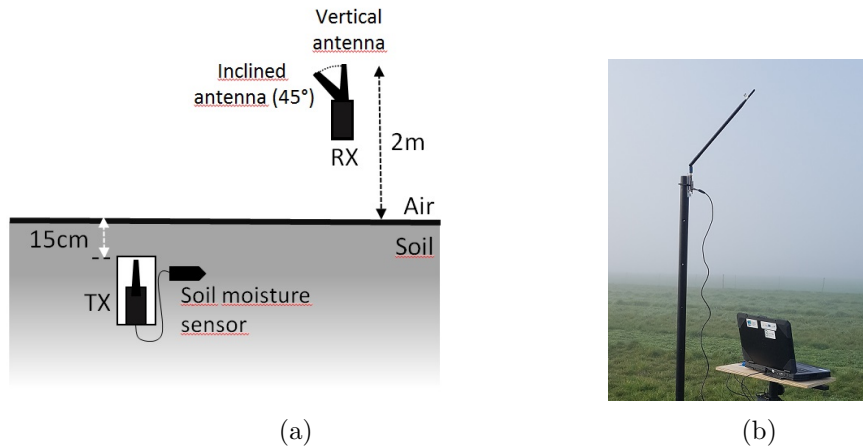 Vertical
antenna
Inclined
antenna (45°)
RX
2m
Air
15cm
Soil
TX
Soil moisture
sensor
(a)
(b)